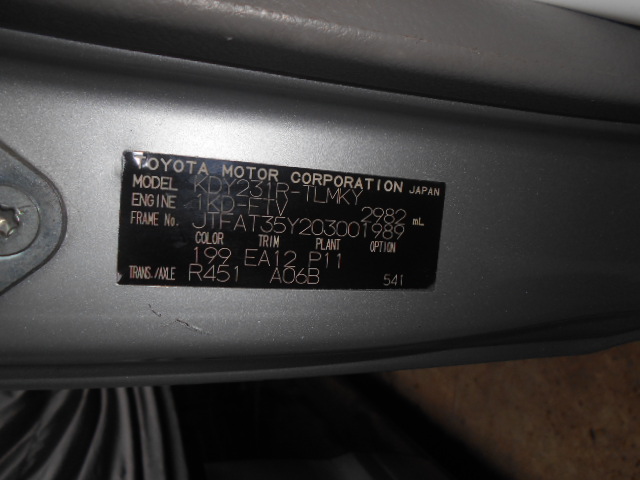 TOYOTA MOTOR CORPORATION JAPAN
MODEL KDY231R-TLMKY
ENGINE 1KD-FTV 2982 mL
FRAME No. JTFAT35Y203001989
COLOR TRIM PLANT OPTION
199 EA12 P11
TRANS./AXLE R451 A06B 541